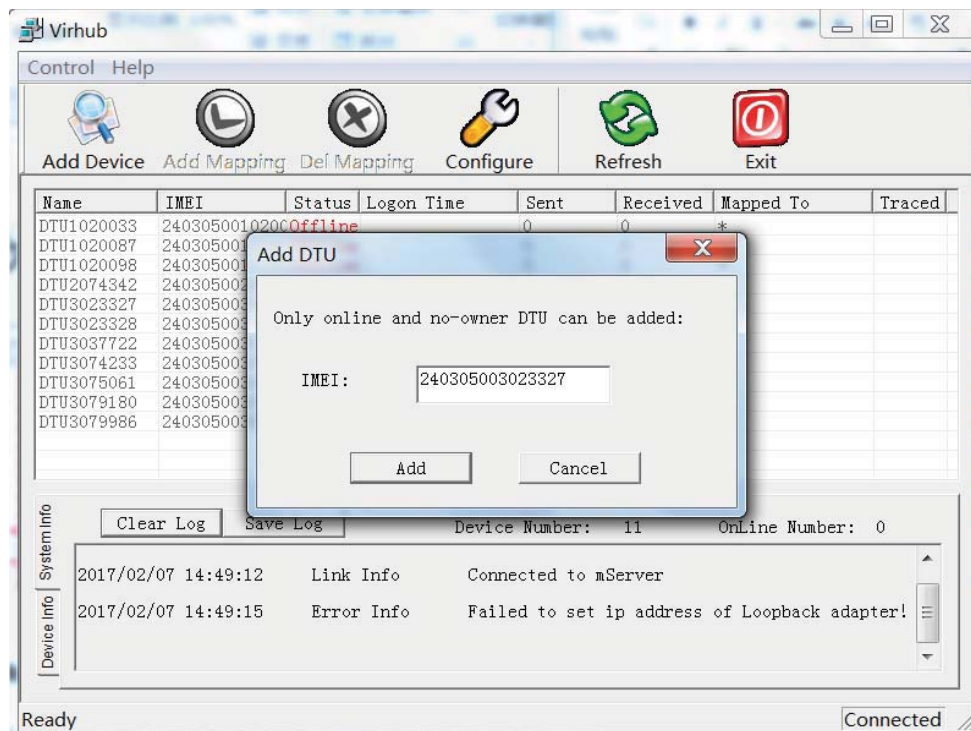 Virhub
Control Help
Add Device Add Mapping Del Mapping Configure Refresh Exit
Name IMEI Status Logon Time Sent Received Mapped To Traced
DTU1020033 24030500102000 Offline 0 0 *
DTU1020087 240305001
DTU1020098 240305001
DTU2074342 240305002
DTU3023327 240305003
DTU3023328 240305003
DTU3037722 240305003
DTU3074233 240305003
DTU3075061 240305003
DTU3079180 240305003
DTU3079986 240305003
Add DTU
Only online and no-owner DTU can be added:
IMEI: 240305003023327
Add Cancel
System Info
Device Info
Clear Log Save Log Device Number: 11 OnLine Number: 0
2017/02/07 14:49:12 Link Info Connected to mServer
2017/02/07 14:49:15 Error Info Failed to set ip address of Loopback adapter!
Ready Connected